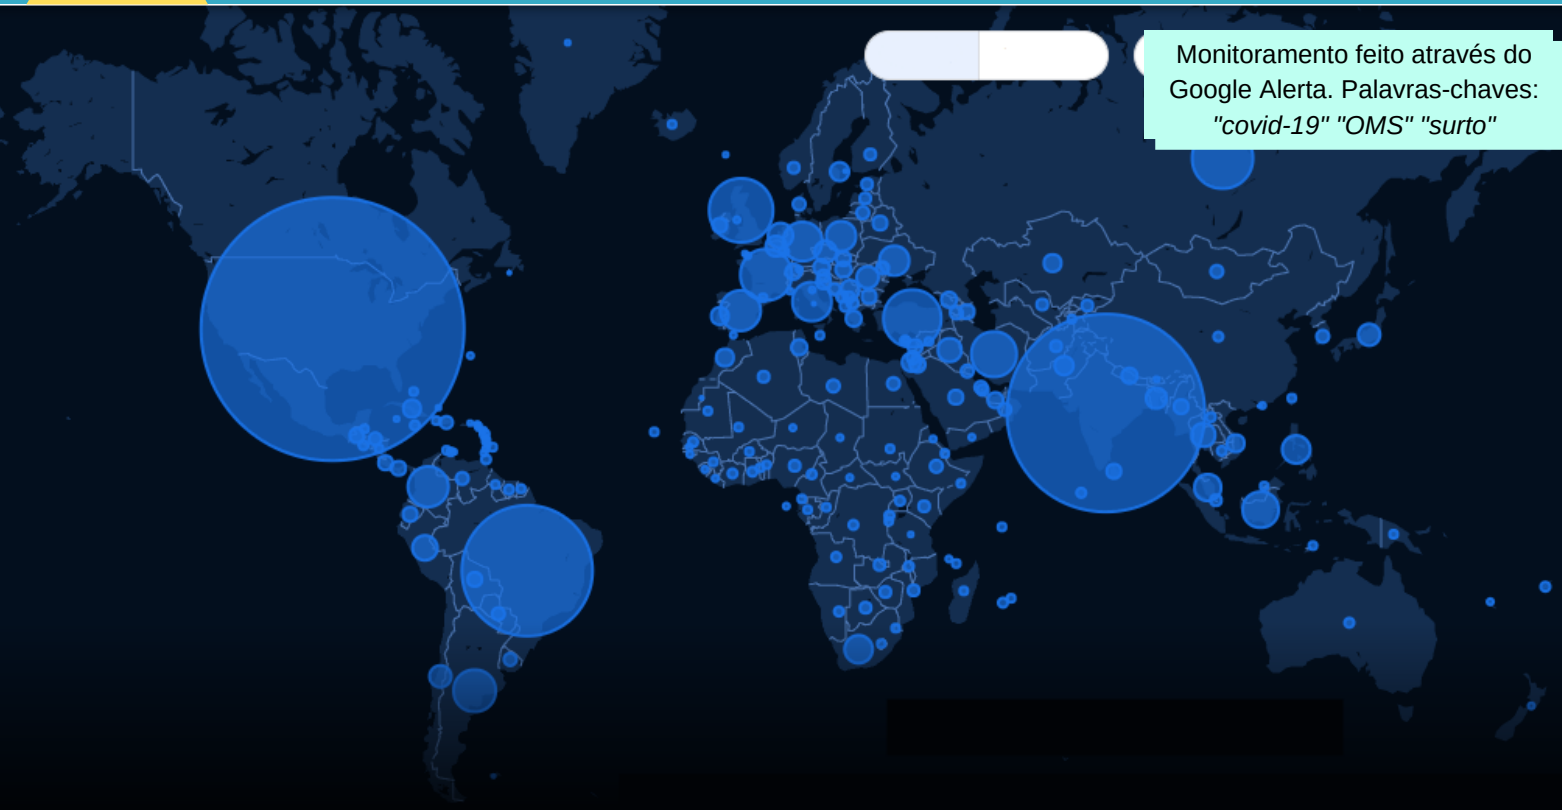 Monitoramento feito através do
Google Alerta. Palavras-chaves:
"covid-19" "OMS" "surto"